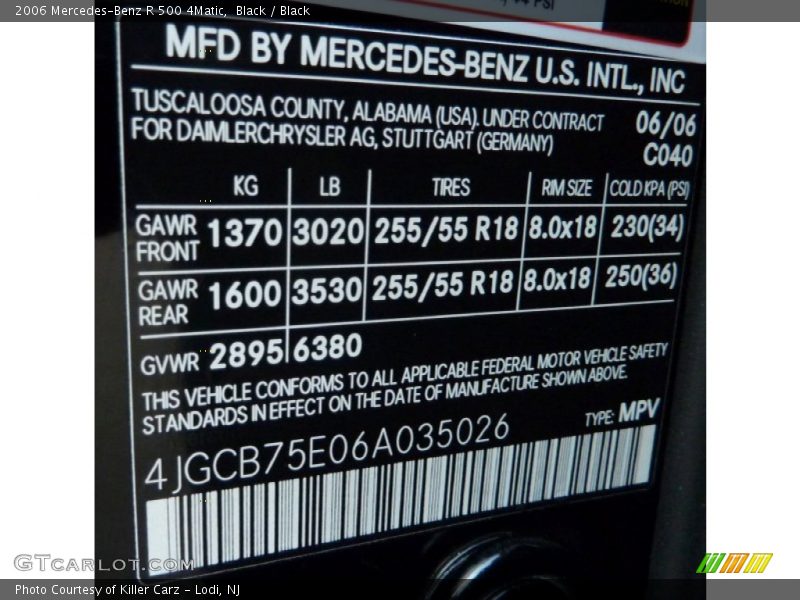 2006 Mercedes-Benz R 500 4Matic, Black / Black
MFD BY MERCEDES-BENZ U.S. INTL., INC
TUSCALOOSA COUNTY, ALABAMA (USA). UNDER CONTRACT
FOR DAIMLERCHRYSLER AG, STUTTGART (GERMANY)
06/06
C040
KG LB TIRES RIM SIZE COLD KPA (PSI)
GAWR FRONT 1370 3020 255/55 R18 8.0x18 230(34)
GAWR REAR 1600 3530 255/55 R18 8.0x18 250(36)
GVWR 2895 6380
THIS VEHICLE CONFORMS TO ALL APPLICABLE FEDERAL MOTOR VEHICLE SAFETY
STANDARDS IN EFFECT ON THE DATE OF MANUFACTURE SHOWN ABOVE.
4JGCB75E06A035026
TYPE: MPV
GTCARLOT.COM
Photo Courtesy of Killer Carz - Lodi, NJ